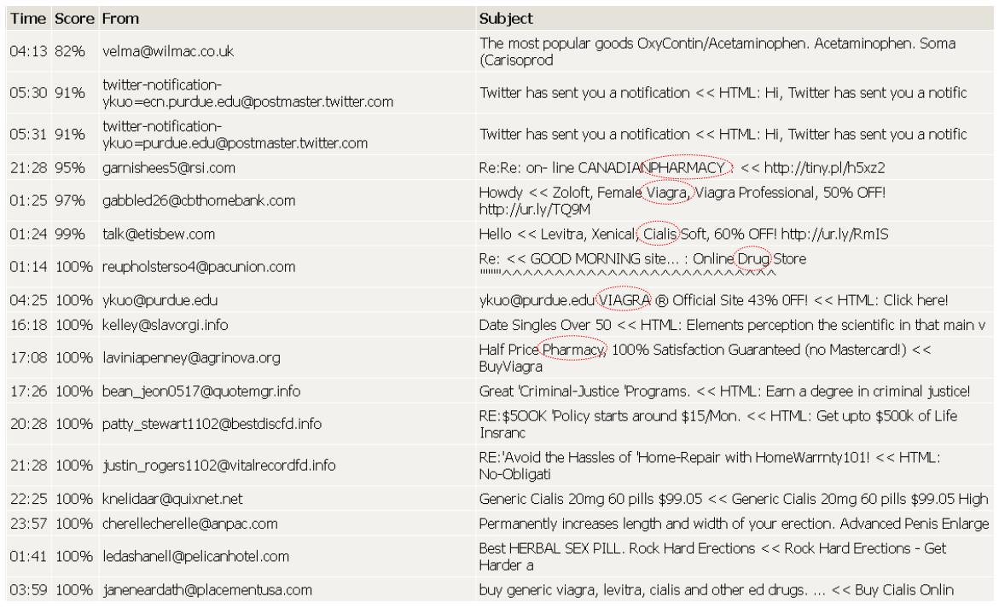 Time Score From Subject
04:13 82% velma@wilmac.co.uk The most popular goods OxyContin/Acetaminophen. Acetaminophen. Soma
(Carisoprod
05:30 91% twitter-notification-
ykuo=ecn.purdue.edu@postmaster.twitter.com Twitter has sent you a notification << HTML: Hi, Twitter has sent you a notific
05:31 91% twitter-notification-
ykuo=purdue.edu@postmaster.twitter.com Twitter has sent you a notification << HTML: Hi, Twitter has sent you a notific
21:28 95% garnishees5@rsi.com Re:Re: on- line CANADIANPHARMACY : << http://tiny.pl/h5xz2
01:25 97% gabbled26@cbthomebank.com Howdy << Zoloft, Female Viagra, Viagra Professional, 50% OFF!
http://ur.ly/TQ9M
01:24 99% talk@etisbew.com Hello << Levitra, Xenical, Cialis Soft, 60% OFF! http://ur.ly/RmIS
01:14 100% reupholsterso4@pacunion.com Re: << GOOD MORNING site... : Online Drug Store
""""^^^^^^^^^^^^^^^^^^^^^^^^^^
04:25 100% ykuo@purdue.edu ykuo@purdue.edu VIAGRA ® Official Site 43% 0FF! << HTML: Click here!
16:18 100% kelley@slavorgi.info Date Singles Over 50 << HTML: Elements perception the scientific in that main v
17:08 100% laviniapenney@agrinova.org Half Price Pharmacy, 100% Satisfaction Guaranteed (no Mastercard!) <<
BuyViagra
17:26 100% bean_jeon0517@quotemgr.info Great 'Criminal-Justice 'Programs. << HTML: Earn a degree in criminal justice!
20:28 100% patty_stewart1102@bestdiscfd.info RE:$5OOK 'Policy starts around $15/Mon. << HTML: Get upto $500k of Life
Insranc
21:28 100% justin_rogers1102@vitalrecordfd.info RE:'Avoid the Hassles of 'Home-Repair with HomeWarrnty101! << HTML:
No-Obligati
22:25 100% knelidaar@quixnet.net Generic Cialis 20mg 60 pills $99.05 << Generic Cialis 20mg 60 pills $99.05 High
23:57 100% cherellecherelle@anpac.com Permanently increases length and width of your erection. Advanced Penis Enlarge
01:41 100% ledashanell@pelicanhotel.com Best HERBAL SEX PILL. Rock Hard Erections << Rock Hard Erections - Get
Harder a
03:59 100% janeneardath@placementusa.com buy generic viagra, levitra, cialis and other ed drugs. ... << Buy Cialis Onlin